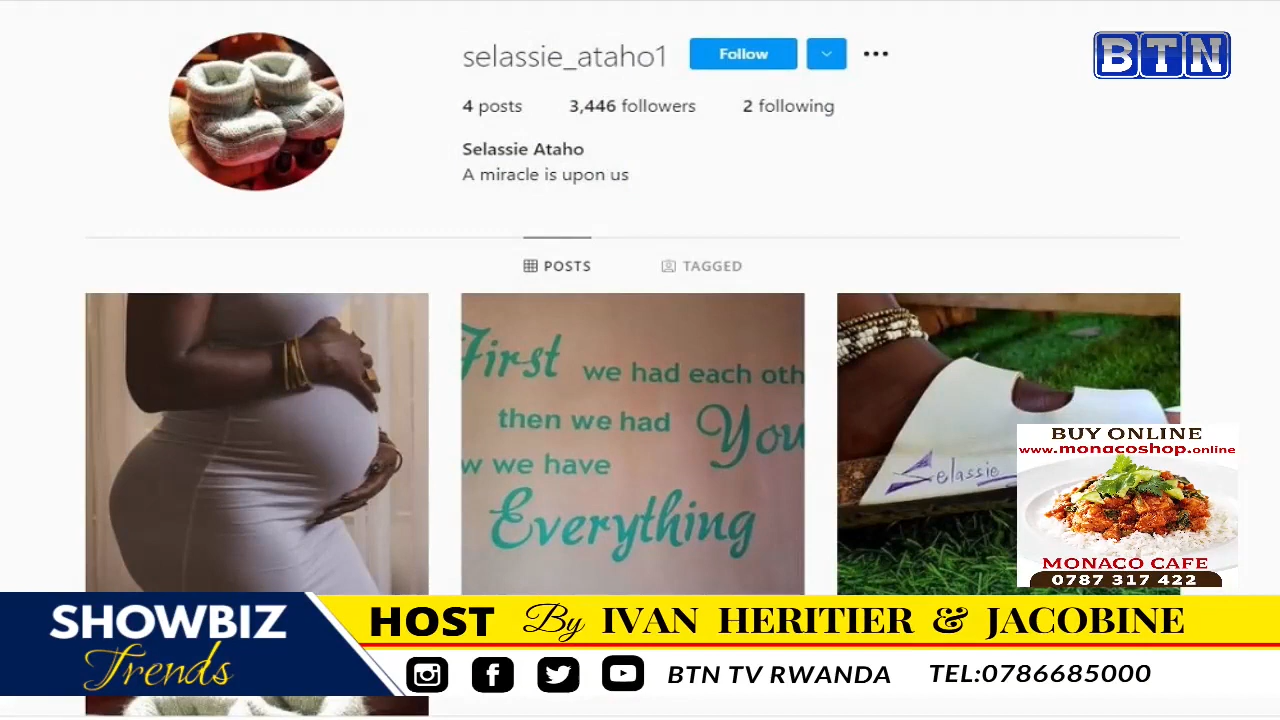 selassie_ataho1 Follow
BTN
4 posts 3,446 followers 2 following
Selassie Ataho
A miracle is upon us
POSTS TAGGED
First we had each oth
then we had You
w we have
Everything
Selassie
BUY ONLINE
www.monacoshop.online
MONACO CAFE
0787 317 422
SHOWBIZ
Trends
HOST By IVAN HERITIER & JACOBINE
BTN TV RWANDA TEL:0786685000